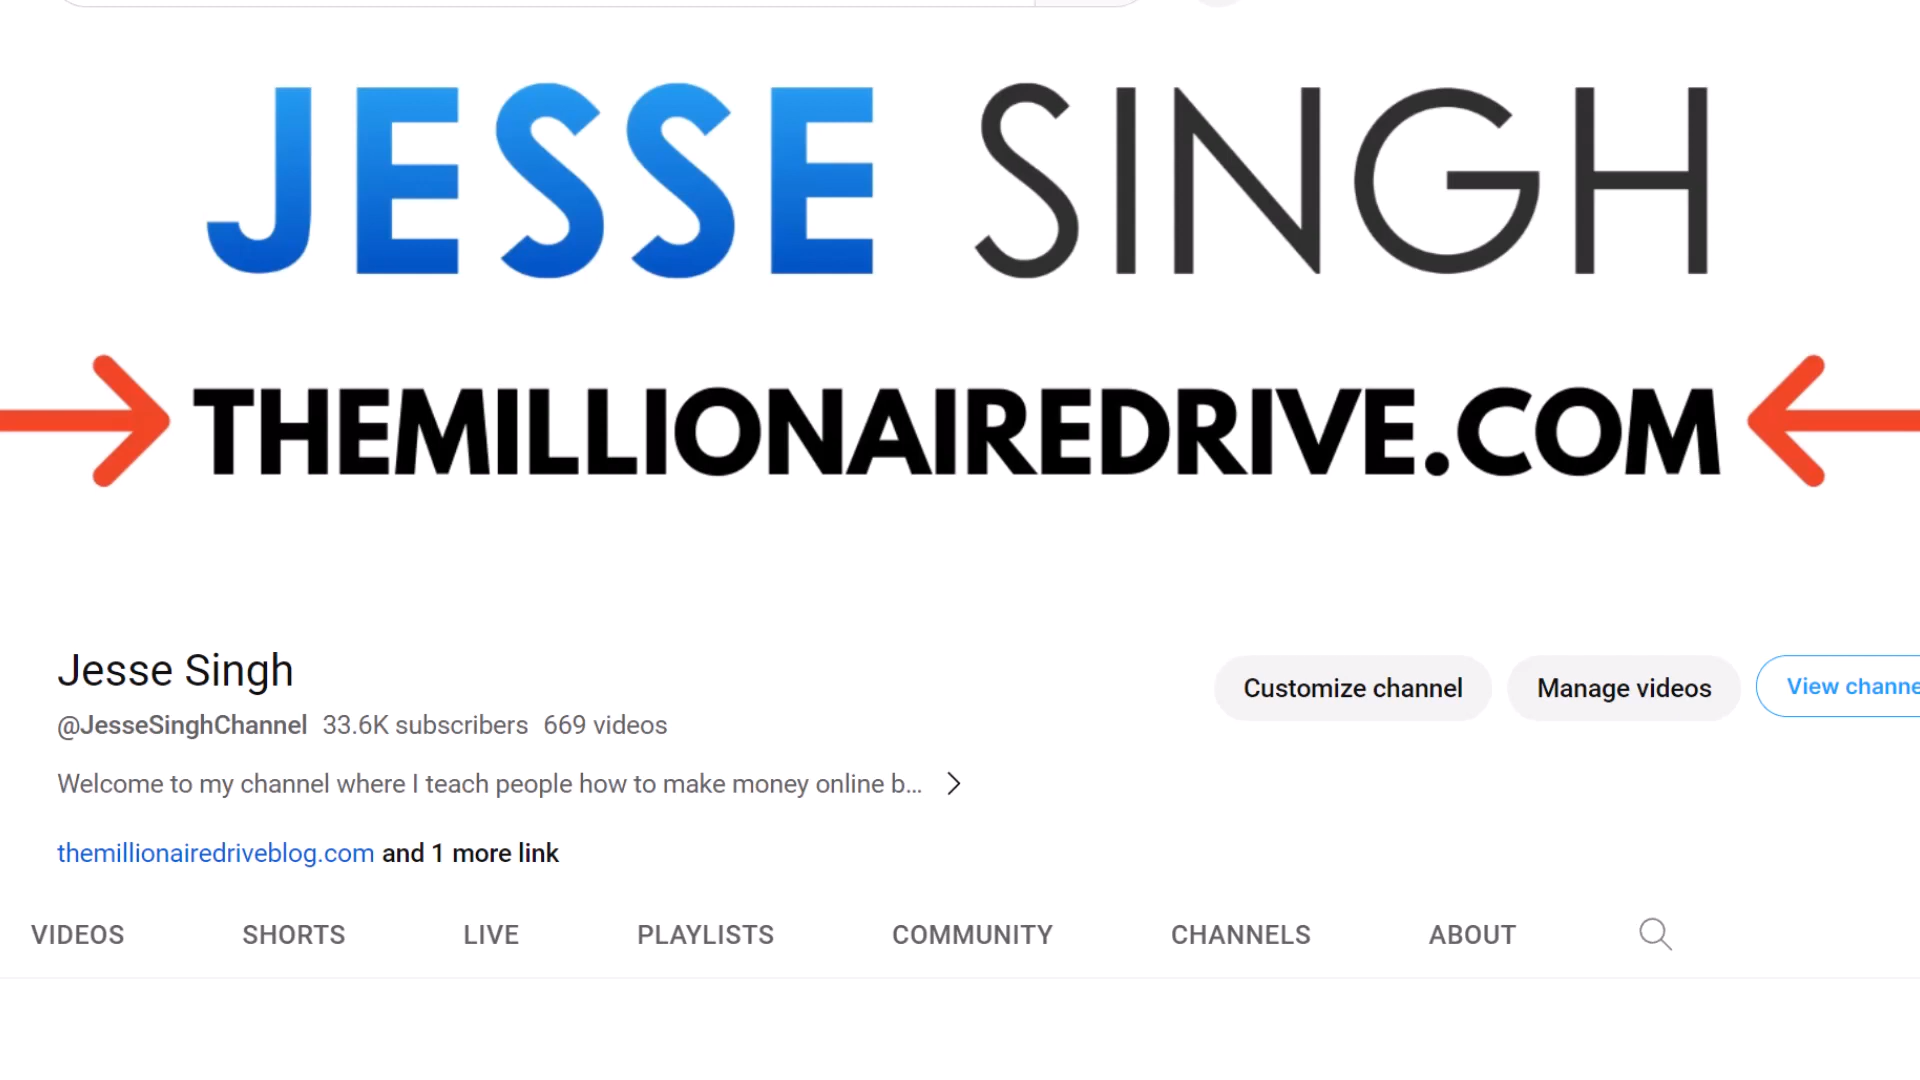 JESSE SINGH
THEMILLIONAIREDRIVE.COM
Jesse Singh
@JesseSinghChannel 33.6K subscribers 669 videos
Customize channel Manage videos View channe
Welcome to my channel where I teach people how to make money online b...
themillionairedriveblog.com and 1 more link
VIDEOS SHORTS LIVE PLAYLISTS COMMUNITY CHANNELS ABOUT